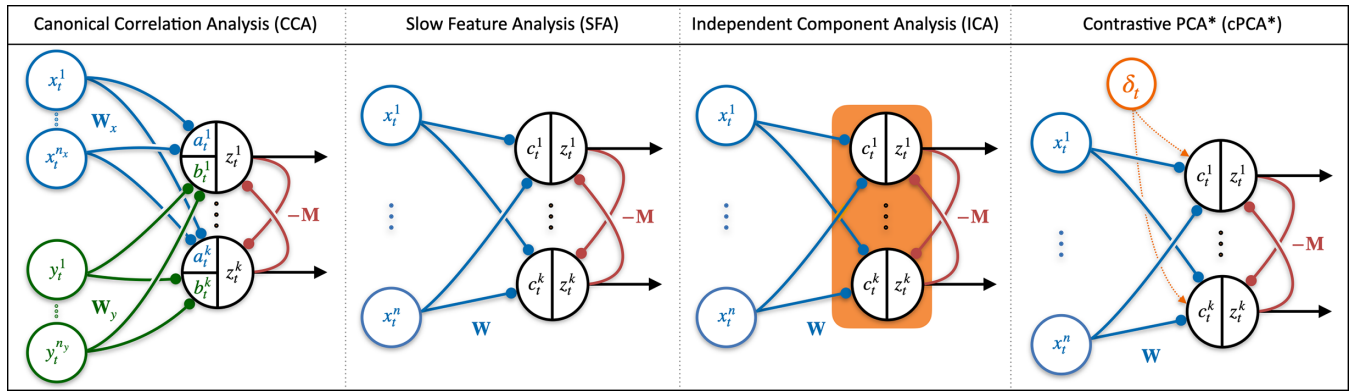 Canonical Correlation Analysis (CCA)
Slow Feature Analysis (SFA)
Independent Component Analysis (ICA)
Contrastive PCA* (cPCA*)
x_t^1
W_x
x_t^{n_x}
y_t^1
W_y
y_t^{n_y}
a_t^1
b_t^1
z_t^1
a_t^k
b_t^k
z_t^k
−M
x_t^1
x_t^n
W
c_t^1 z_t^1
c_t^k z_t^k
−M
x_t^1
x_t^n
W
c_t^1 z_t^1
c_t^k z_t^k
−M
δ_t
x_t^1
x_t^n
W
c_t^1 z_t^1
c_t^k z_t^k
−M